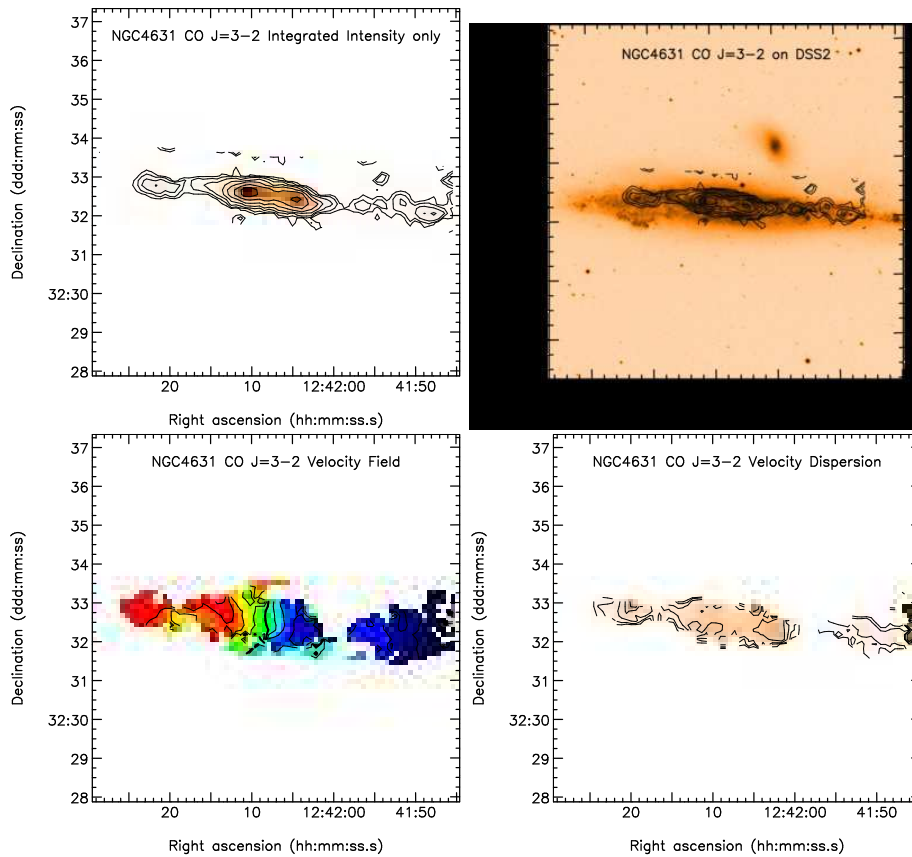 NGC4631 CO J=3-2 Integrated Intensity only
37
36
35
34
33
32
31
32:30
29
28
Declination (ddd:mm:ss)
20 10 12:42:00 41:50
Right ascension (hh:mm:ss.s)
NGC4631 CO J=3-2 on DSS2
NGC4631 CO J=3-2 Velocity Field
37
36
35
34
33
32
31
32:30
29
28
Declination (ddd:mm:ss)
20 10 12:42:00 41:50
Right ascension (hh:mm:ss.s)
NGC4631 CO J=3-2 Velocity Dispersion
37
36
35
34
33
32
31
32:30
29
28
Declination (ddd:mm:ss)
20 10 12:42:00 41:50
Right ascension (hh:mm:ss.s)